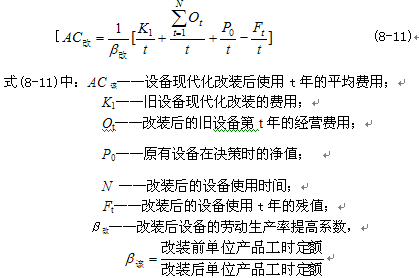 [ AC改 = 1/β改 [ K1/t + ∑(t=1→N) Ot / t + P0/t − Ft/t ] (8-11)
式(8-11)中：AC改——设备现代化改装后使用 t 年的平均费用；
K1——旧设备现代化改装的费用；
Ot——改装后的旧设备第 t 年的经营费用；
P0——原有设备在决策时的净值；
N ——改装后的设备使用时间；
Ft——改装后的设备使用 t 年的残值；
β改——改装后设备的劳动生产率提高系数，
β该 = 改装前单位产品工时定额/改装后单位产品工时定额